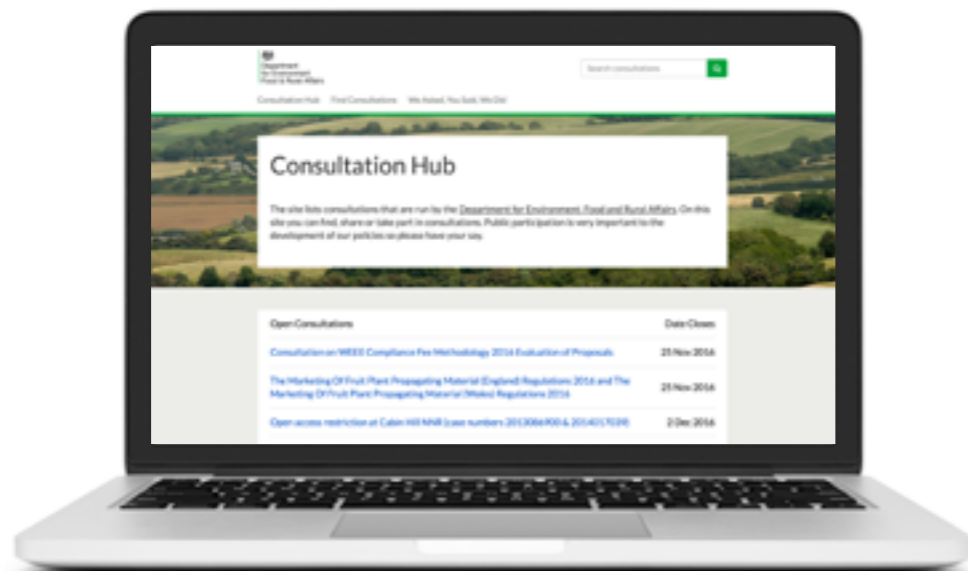 Department
for Environment
Food & Rural Affairs
Search consultations
Consultation Hub Find Consultations We Asked, You Said, We Did
Consultation Hub
The site lists consultations that are run by the Department for Environment, Food and Rural Affairs. On this
site you can find, share or take part in consultations. Public participation is very important to the
development of our policies so please have your say.
Open Consultations Date Closes
Consultation on WEEE Compliance Fee Methodology 2016 Evaluation of Proposals 25 Nov 2016
The Marketing Of Fruit Plant Propagating Material (England) Regulations 2016 and The
Marketing Of Fruit Plant Propagating Material (Wales) Regulations 2016 25 Nov 2016
Open access restriction at Cabin Hill NNR (case numbers 2013086900 & 2014017039) 2 Dec 2016